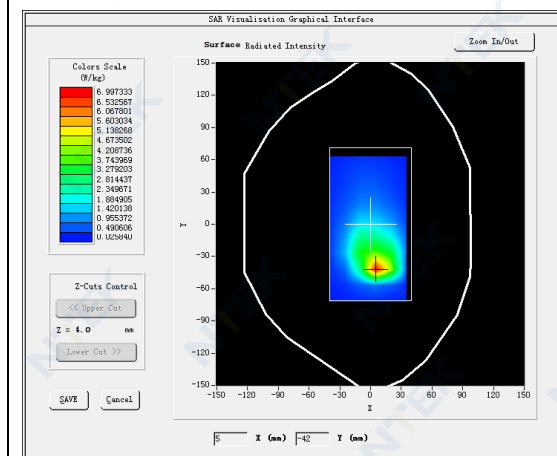 SAR Visualisation Graphical Interface
Surface Radiated Intensity
Zoom In/Out
Colors Scale
(W/kg)
6.997333
6.532567
6.067801
5.603034
5.138268
4.673502
4.208736
3.743969
3.279203
2.814437
2.349671
1.884905
1.420138
0.955372
0.490606
0.025840
150
120
90
60
30
0
-30
-60
-90
-120
-150
Y
-150 -120 -90 -60 -30 0 30 60 90 120 150
X
Z-Cuts Control
<< Upper Cut
Z = 4.0 mm
Lower Cut >>
SAVE Cancel
5 X (mm) -42 Y (mm)
NTEK